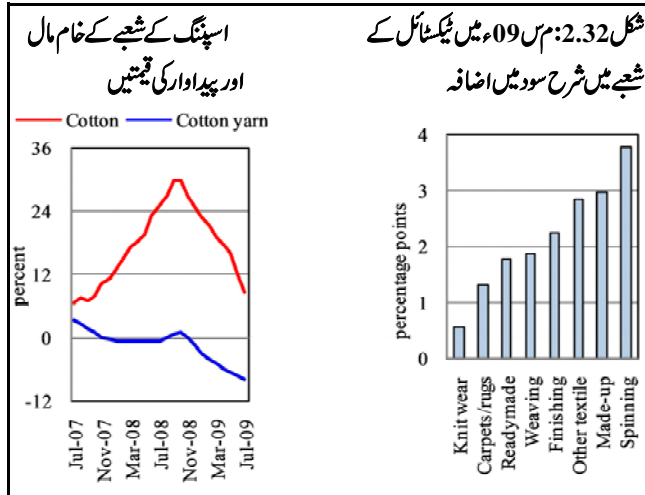 شکل 2.32: م س 09ء میں ٹیکسٹائل کے
شعبے میں شرح سود میں اضافہ
4
3
2
1
0
percentage points
Knit wear
Carpets/rugs
Readymade
Weaving
Finishing
Other textile
Made-up
Spinning
اسپننگ کے شعبے کے خام مال
اور پیداوار کی قیمتیں
Cotton
Cotton yarn
36
24
12
0
-12
percent
Jul-07
Nov-07
Mar-08
Jul-08
Nov-08
Mar-09
Jul-09